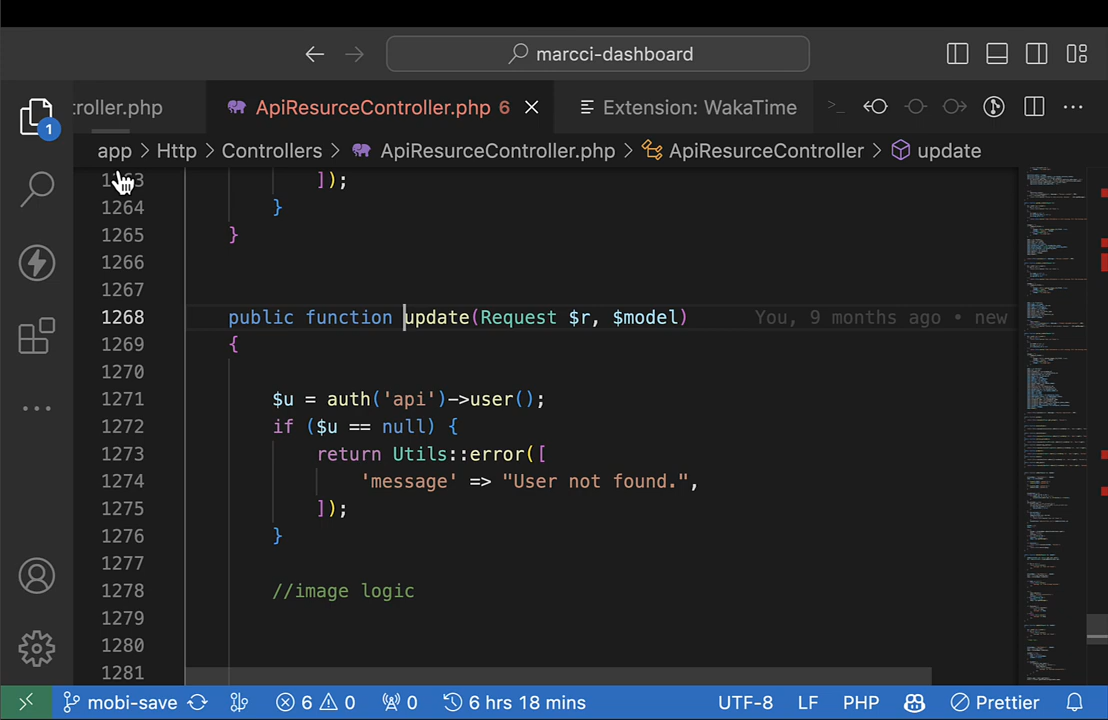 marcci-dashboard
troller.php
ApiResurceController.php 6
Extension: WakaTime
1
app > Http > Controllers > ApiResurceController.php > ApiResurceController > update
1263 ]);
1264 }
1265 }
1266
1267
1268 public function update(Request $r, $model) You, 9 months ago • new
1269 {
1270
1271 $u = auth('api')->user();
1272 if ($u == null) {
1273 return Utils::error([
1274 'message' => "User not found.",
1275 ]);
1276 }
1277
1278 //image logic
1279
1280
1281
mobi-save 6 0 0 6 hrs 18 mins UTF-8 LF PHP Prettier